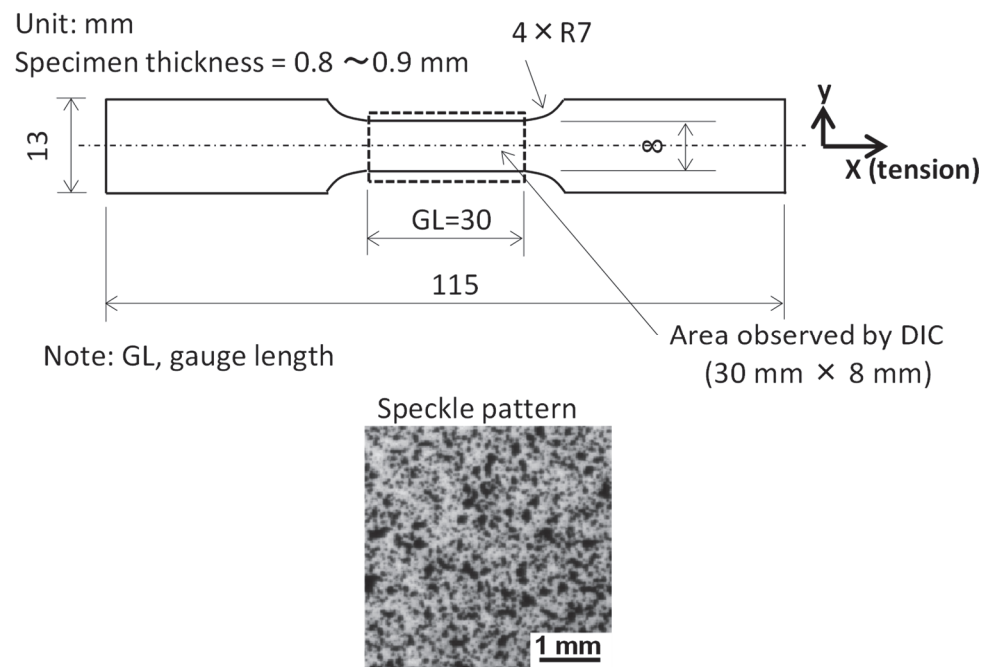 Unit: mm
Specimen thickness = 0.8 ~0.9 mm
4 × R7
13
8
y
X (tension)
GL=30
115
Note: GL, gauge length
Area observed by DIC
(30 mm × 8 mm)
Speckle pattern
1 mm